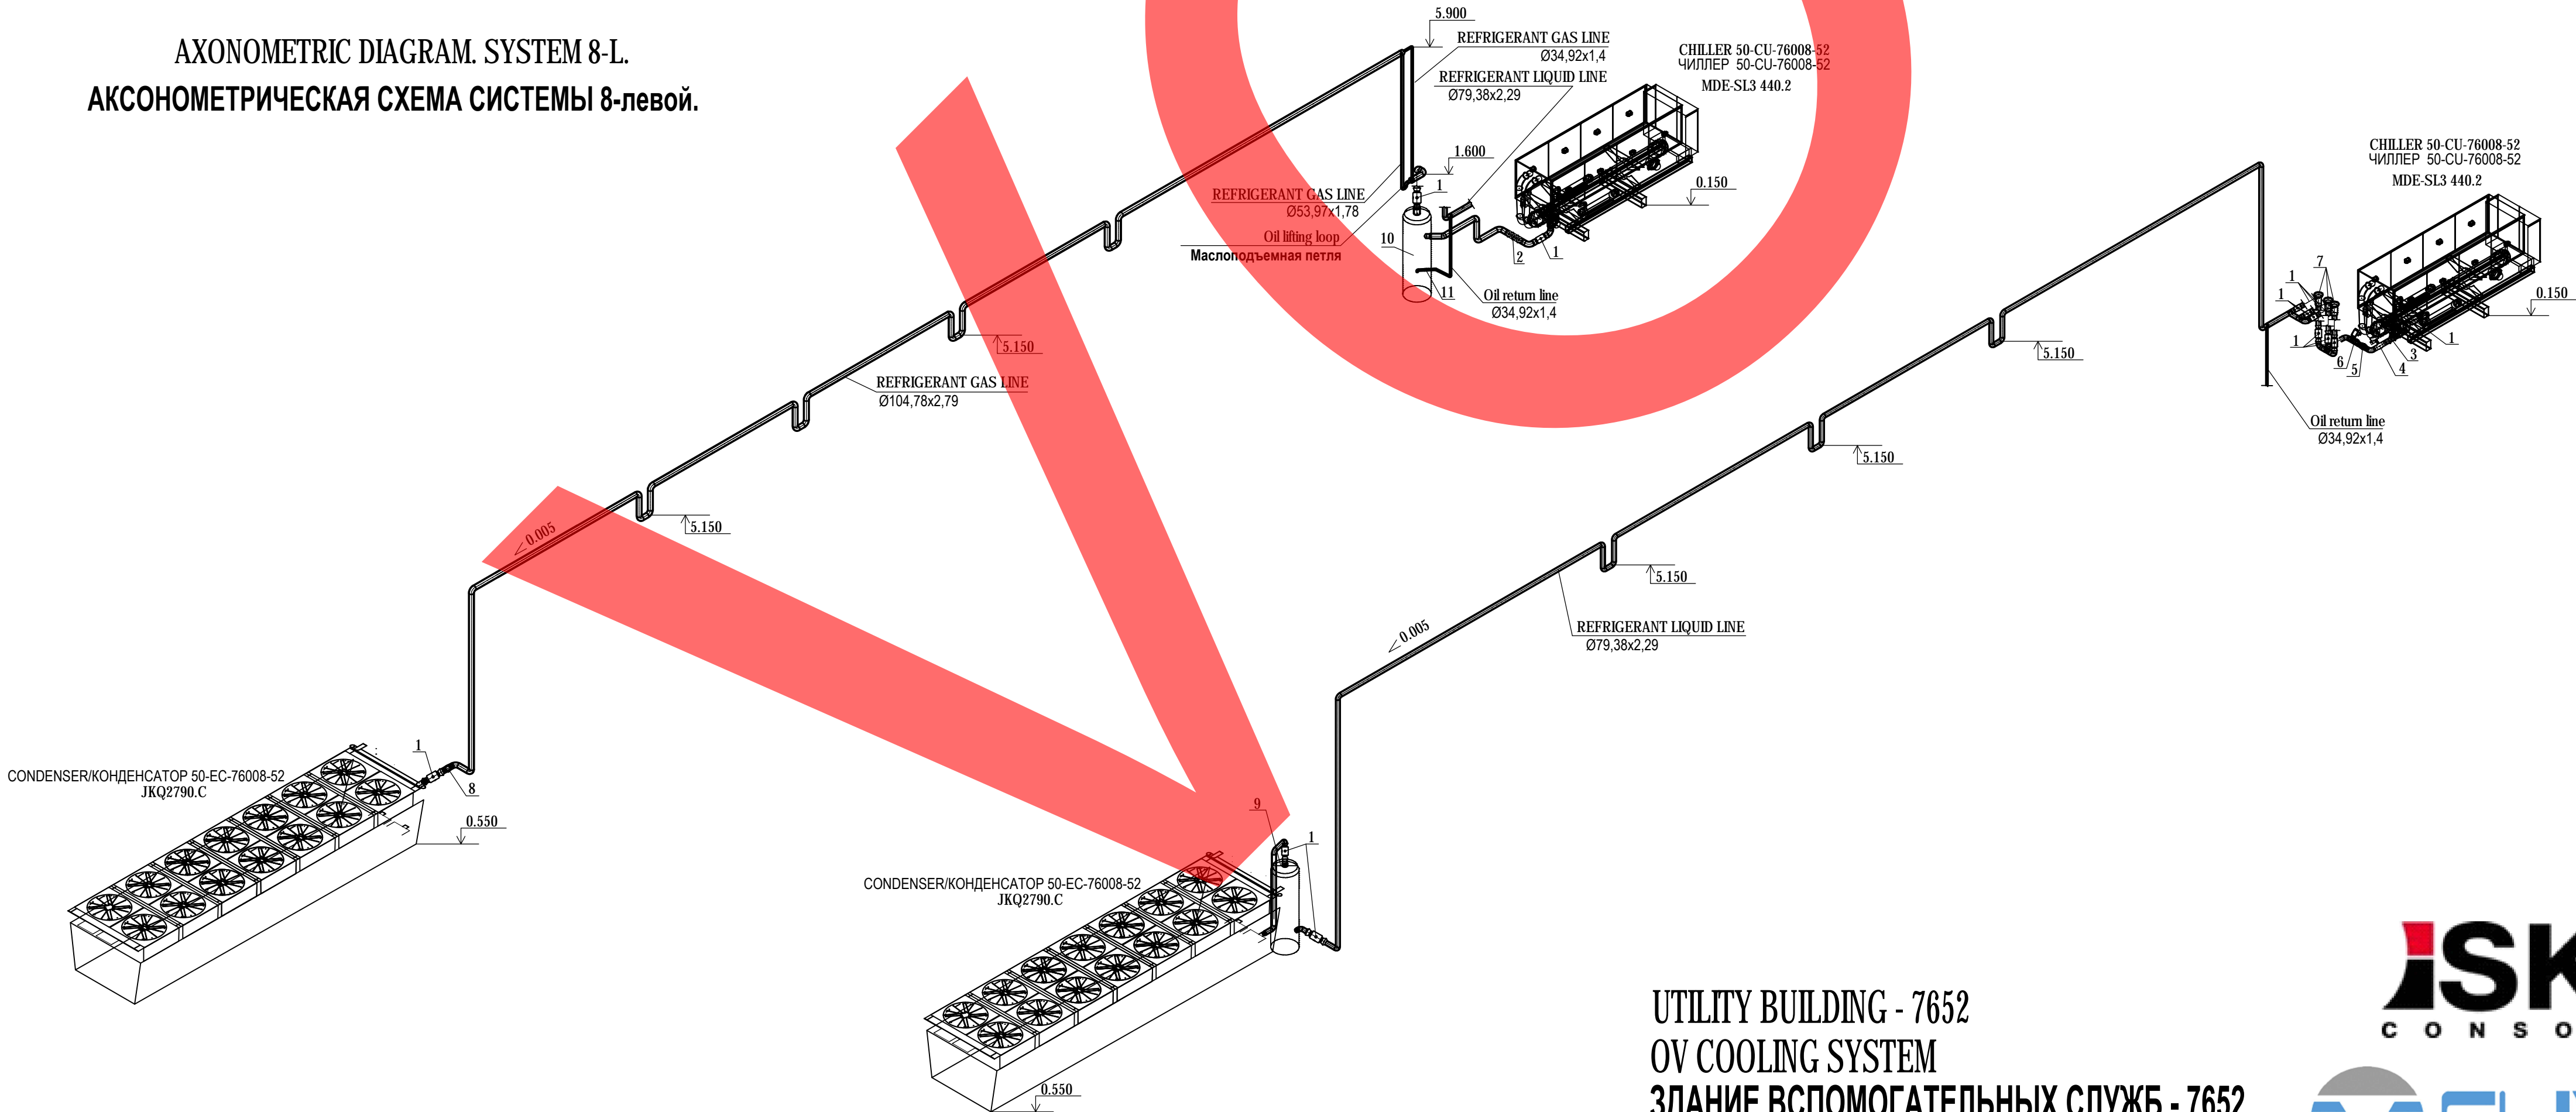 AXONOMETRIC DIAGRAM. SYSTEM 8-L.
АКСОНОМЕТРИЧЕСКАЯ СХЕМА СИСТЕМЫ 8-левой.
5.900
REFRIGERANT GAS LINE
Ø34,92x1,4
REFRIGERANT LIQUID LINE
Ø79,38x2,29
CHILLER 50-CU-76008-52
ЧИЛЛЕР 50-CU-76008-52
MDE-SL3 440.2
1.600
0.150
REFRIGERANT GAS LINE
Ø53,97x1,78
Oil lifting loop
Маслоподъемная петля
1
10
2
1
11
Oil return line
Ø34,92x1,4
CHILLER 50-CU-76008-52
ЧИЛЛЕР 50-CU-76008-52
MDE-SL3 440.2
7
1
1
0.150
1
6
5
4
3
1
Oil return line
Ø34,92x1,4
5.150
REFRIGERANT GAS LINE
Ø104,78x2,79
5.150
0.005
5.150
5.150
5.150
REFRIGERANT LIQUID LINE
Ø79,38x2,29
0.005
CONDENSER/КОНДЕНСАТОР 50-EC-76008-52
JKQ2790.C
1
8
0.550
CONDENSER/КОНДЕНСАТОР 50-EC-76008-52
JKQ2790.C
9
1
0.550
UTILITY BUILDING - 7652
OV COOLING SYSTEM
ЗДАНИЕ ВСПОМОГАТЕЛЬНЫХ СЛУЖБ - 7652
ISK
CONSO